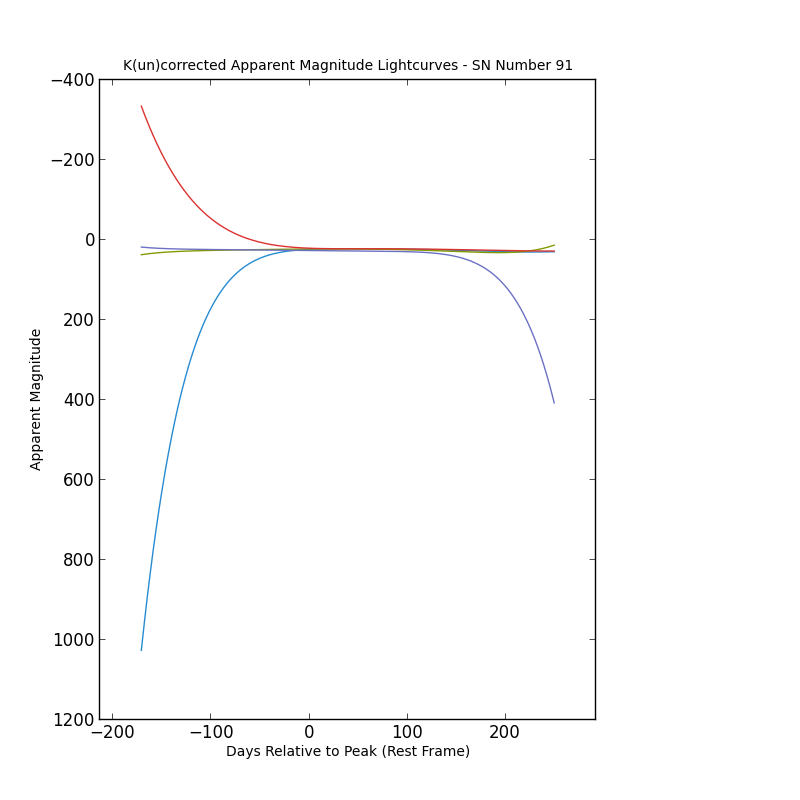 K(un)corrected Apparent Magnitude Lightcurves - SN Number 91
−400
−200
0
200
400
600
800
1000
1200
Apparent Magnitude
−200 −100 0 100 200
Days Relative to Peak (Rest Frame)